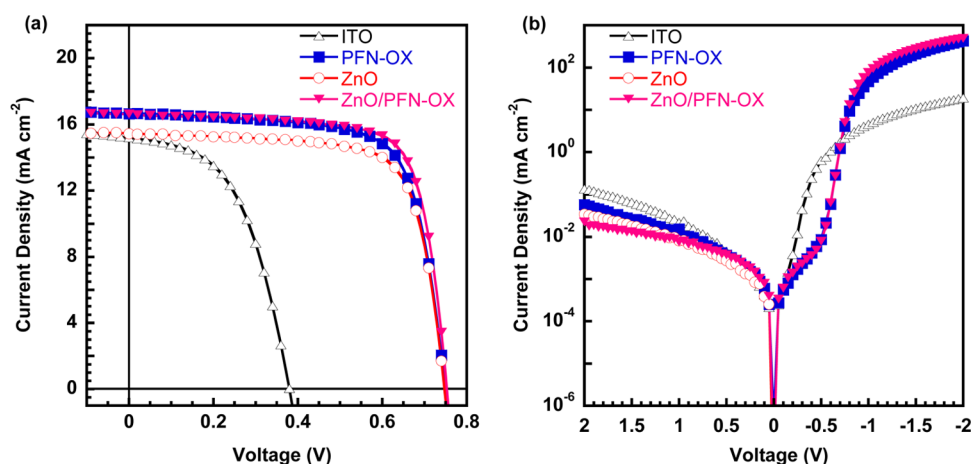 (a)
ITO
PFN-OX
ZnO
ZnO/PFN-OX
Current Density (mA cm⁻²)
20
16
12
8
4
0
0 0.2 0.4 0.6 0.8
Voltage (V)
(b)
ITO
PFN-OX
ZnO
ZnO/PFN-OX
Current Density (mA cm⁻²)
10²
10⁰
10⁻²
10⁻⁴
10⁻⁶
2 1.5 1 0.5 0 -0.5 -1 -1.5 -2
Voltage (V)